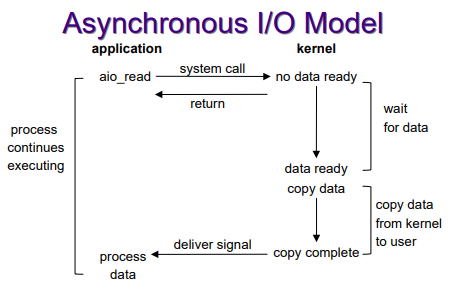 Asynchronous I/O Model
application
kernel
aio_read
system call
no data ready
return
process
continues
executing
wait
for data
data ready
copy data
copy data
from kernel
to user
deliver signal
copy complete
process
data